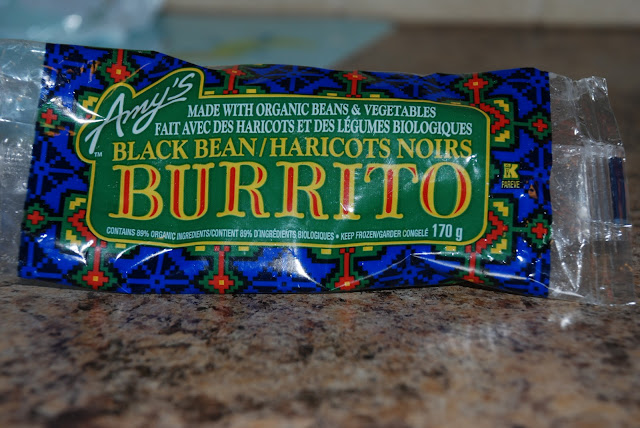 Amy's
TM
MADE WITH ORGANIC BEANS & VEGETABLES
FAIT AVEC DES HARICOTS ET DES LÉGUMES BIOLOGIQUES
BLACK BEAN/HARICOTS NOIRS
BURRITO
K
PAREVE
CONTAINS 89% ORGANIC INGREDIENTS/CONTIENT 89% D'INGRÉDIENTS BIOLOGIQUES • KEEP FROZEN/GARDER CONGELÉ 170 g